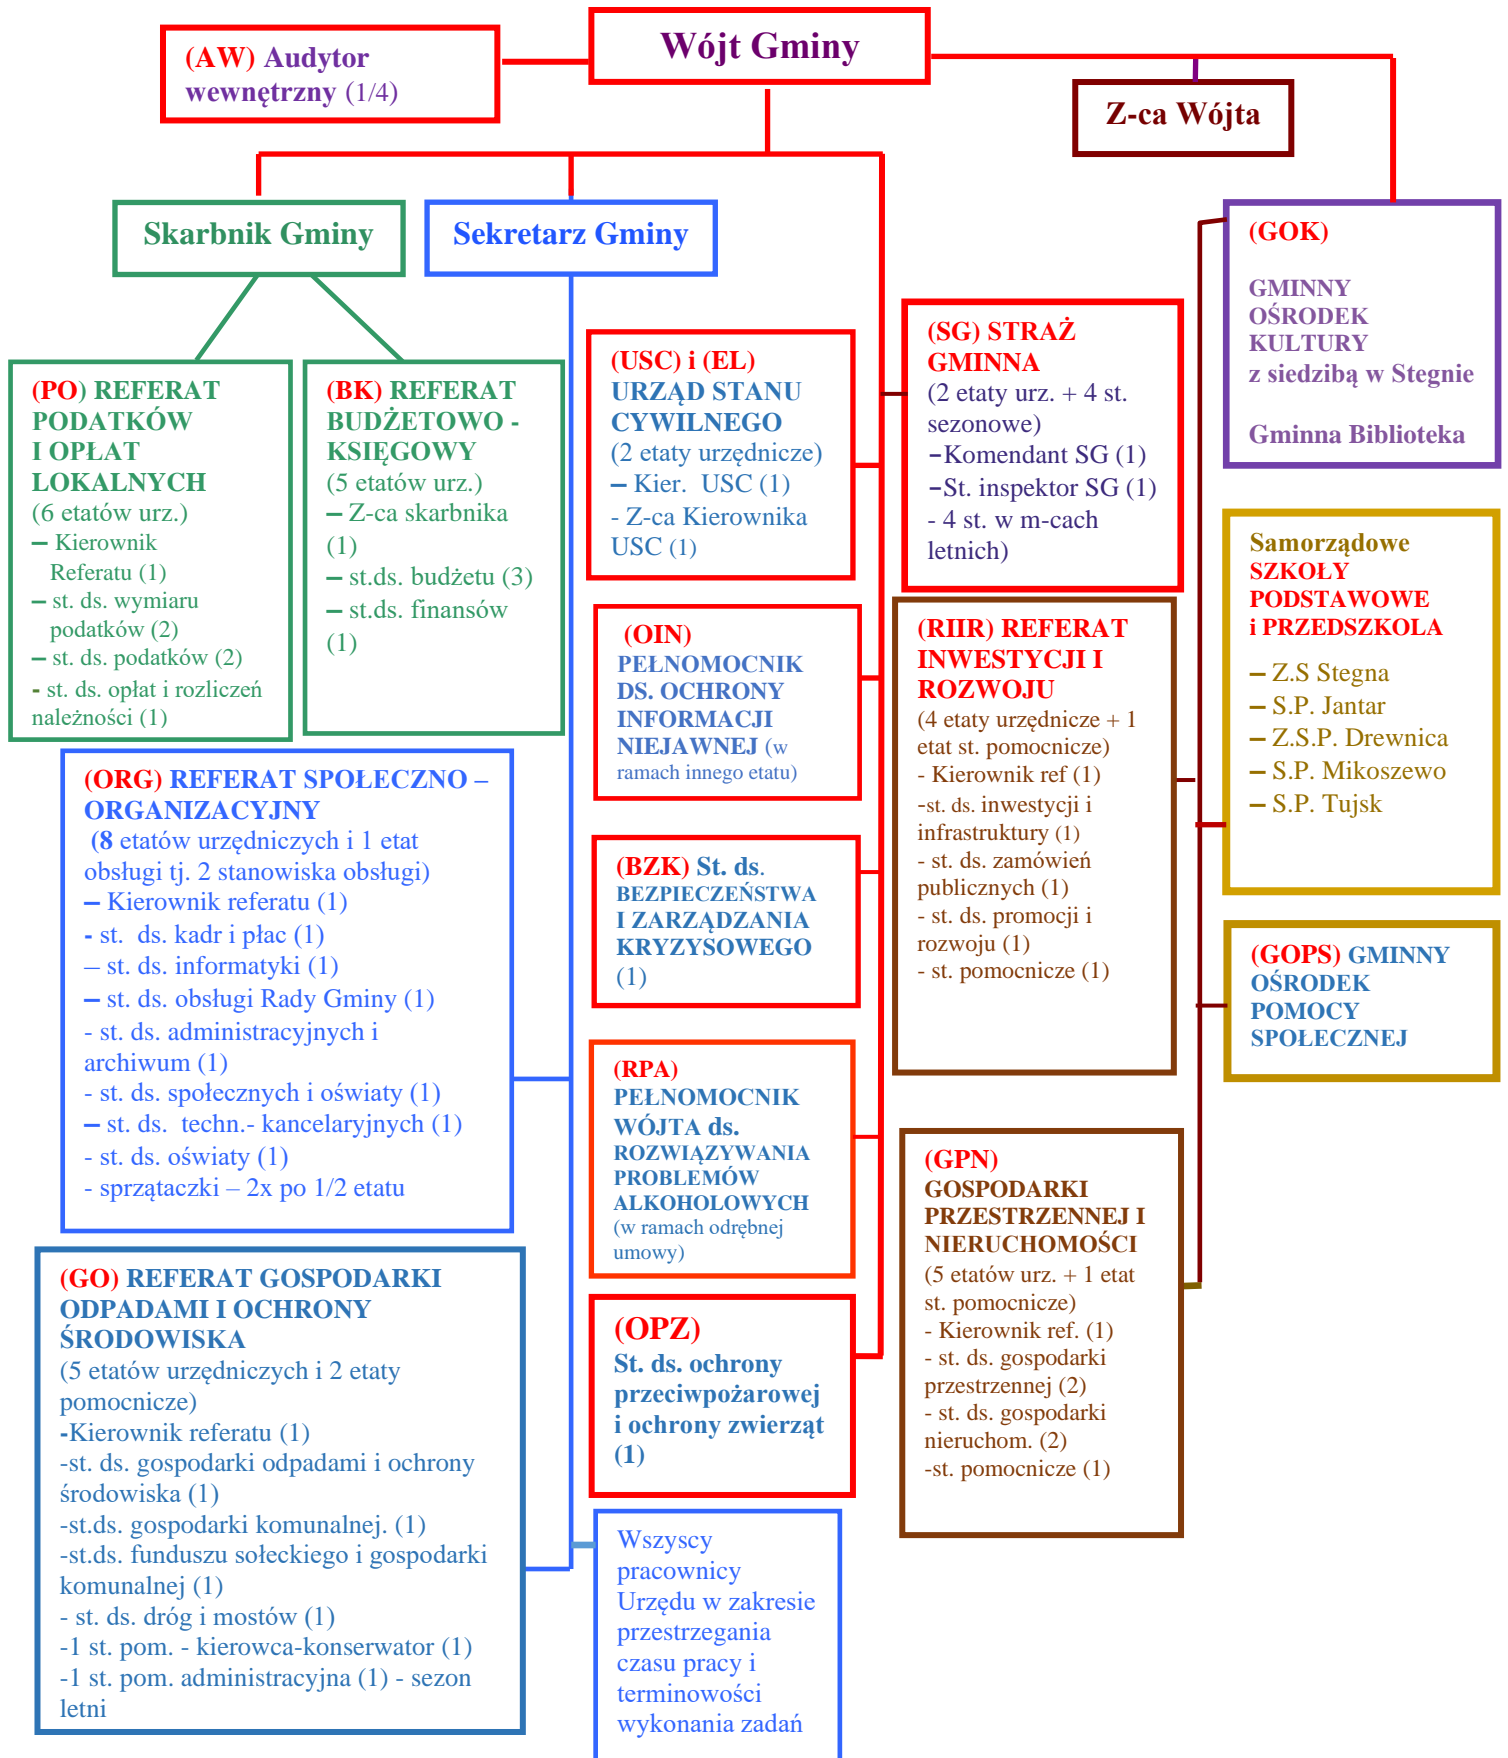 Wójt Gminy
(AW) Audytor
wewnętrzny (1/4)
Z-ca Wójta
Skarbnik Gminy
Sekretarz Gminy
(PO) REFERAT
PODATKÓW
I OPŁAT
LOKALNYCH
(6 etatów urz.)
– Kierownik
Referatu (1)
– st. ds. wymiaru
podatków (2)
– st. ds. podatków (2)
- st. ds. opłat i rozliczeń
należności (1)
(BK) REFERAT
BUDŻETOWO -
KSIĘGOWY
(5 etatów urz.)
– Z-ca skarbnika
(1)
– st.ds. budżetu (3)
– st.ds. finansów
(1)
(ORG) REFERAT SPOŁECZNO –
ORGANIZACYJNY
(8 etatów urzędniczych i 1 etat
obsługi tj. 2 stanowiska obsługi)
– Kierownik referatu (1)
- st. ds. kadr i płac (1)
– st. ds. informatyki (1)
– st. ds. obsługi Rady Gminy (1)
- st. ds. administracyjnych i
archiwum (1)
- st. ds. społecznych i oświaty (1)
– st. ds. techn.- kancelaryjnych (1)
- st. ds. oświaty (1)
- sprzątaczki – 2x po 1/2 etatu
(GO) REFERAT GOSPODARKI
ODPADAMI I OCHRONY
ŚRODOWISKA
(5 etatów urzędniczych i 2 etaty
pomocnicze)
-Kierownik referatu (1)
-st. ds. gospodarki odpadami i ochrony
środowiska (1)
-st.ds. gospodarki komunalnej. (1)
-st.ds. funduszu sołeckiego i gospodarki
komunalnej (1)
- st. ds. dróg i mostów (1)
-1 st. pom. - kierowca-konserwator (1)
-1 st. pom. administracyjna (1) - sezon
letni
(USC) i (EL)
URZĄD STANU
CYWILNEGO
(2 etaty urzędnicze)
– Kier. USC (1)
- Z-ca Kierownika
USC (1)
(OIN)
PEŁNOMOCNIK
DS. OCHRONY
INFORMACJI
NIEJAWNEJ (w
ramach innego etatu)
(BZK) St. ds.
BEZPIECZEŃSTWA
I ZARZĄDZANIA
KRYZYSOWEGO
(1)
(RPA)
PEŁNOMOCNIK
WÓJTA ds.
ROZWIĄZYWANIA
PROBLEMÓW
ALKOHOLOWYCH
(w ramach odrębnej
umowy)
(OPZ)
St. ds. ochrony
przeciwpożarowej
i ochrony zwierząt
(1)
Wszyscy
pracownicy
Urzędu w zakresie
przestrzegania
czasu pracy i
terminowości
wykonania zadań
(SG) STRAŻ
GMINNA
(2 etaty urz. + 4 st.
sezonowe)
–Komendant SG (1)
–St. inspektor SG (1)
- 4 st. w m-cach
letnich)
(RIIR) REFERAT
INWESTYCJI I
ROZWOJU
(4 etaty urzędnicze + 1
etat st. pomocnicze)
- Kierownik ref (1)
-st. ds. inwestycji i
infrastruktury (1)
- st. ds. zamówień
publicznych (1)
- st. ds. promocji i
rozwoju (1)
- st. pomocnicze (1)
(GPN)
GOSPODARKI
PRZESTRZENNEJ I
NIERUCHOMOŚCI
(5 etatów urz. + 1 etat
st. pomocnicze)
- Kierownik ref. (1)
- st. ds. gospodarki
przestrzennej (2)
- st. ds. gospodarki
nieruchom. (2)
-st. pomocnicze (1)
(GOK)
GMINNY
OŚRODEK
KULTURY
z siedzibą w Stegnie
Gminna Biblioteka
Samorządowe
SZKOŁY
PODSTAWOWE
i PRZEDSZKOLA
– Z.S Stegna
– S.P. Jantar
– Z.S.P. Drewnica
– S.P. Mikoszewo
– S.P. Tujsk
(GOPS) GMINNY
OŚRODEK
POMOCY
SPOŁECZNEJ